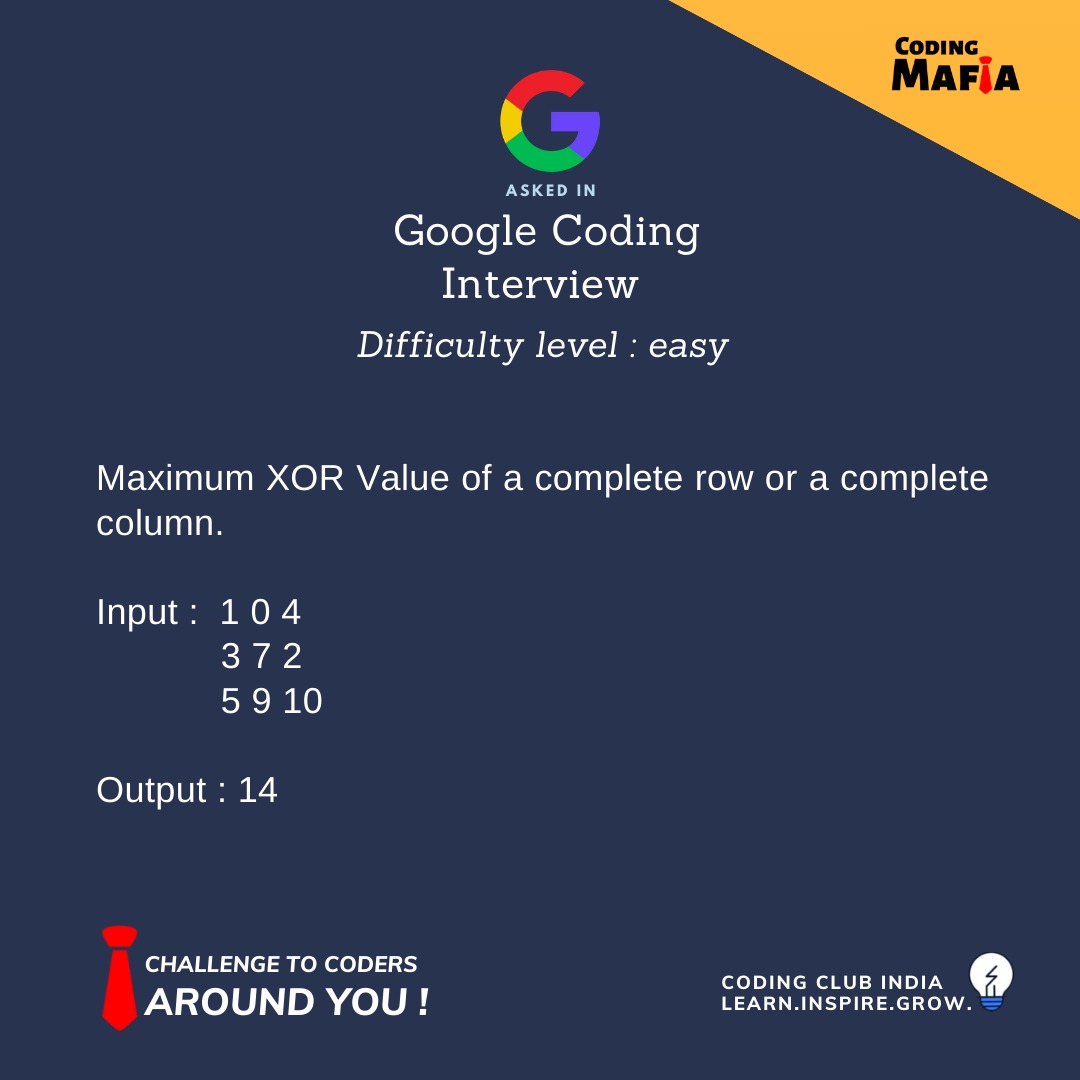 CODING
MAFIA
ASKED IN
Google Coding
Interview
Difficulty level : easy
Maximum XOR Value of a complete row or a complete
column.
Input : 1 0 4
3 7 2
5 9 10
Output : 14
CHALLENGE TO CODERS
AROUND YOU !
CODING CLUB INDIA
LEARN.INSPIRE.GROW.